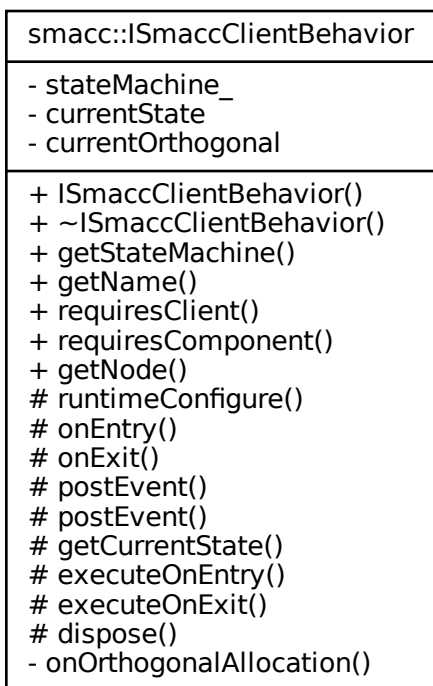 smacc::ISmaccClientBehavior
- stateMachine_
- currentState
- currentOrthogonal
+ ISmaccClientBehavior()
+ ~ISmaccClientBehavior()
+ getStateMachine()
+ getName()
+ requiresClient()
+ requiresComponent()
+ getNode()
# runtimeConfigure()
# onEntry()
# onExit()
# postEvent()
# postEvent()
# getCurrentState()
# executeOnEntry()
# executeOnExit()
# dispose()
- onOrthogonalAllocation()